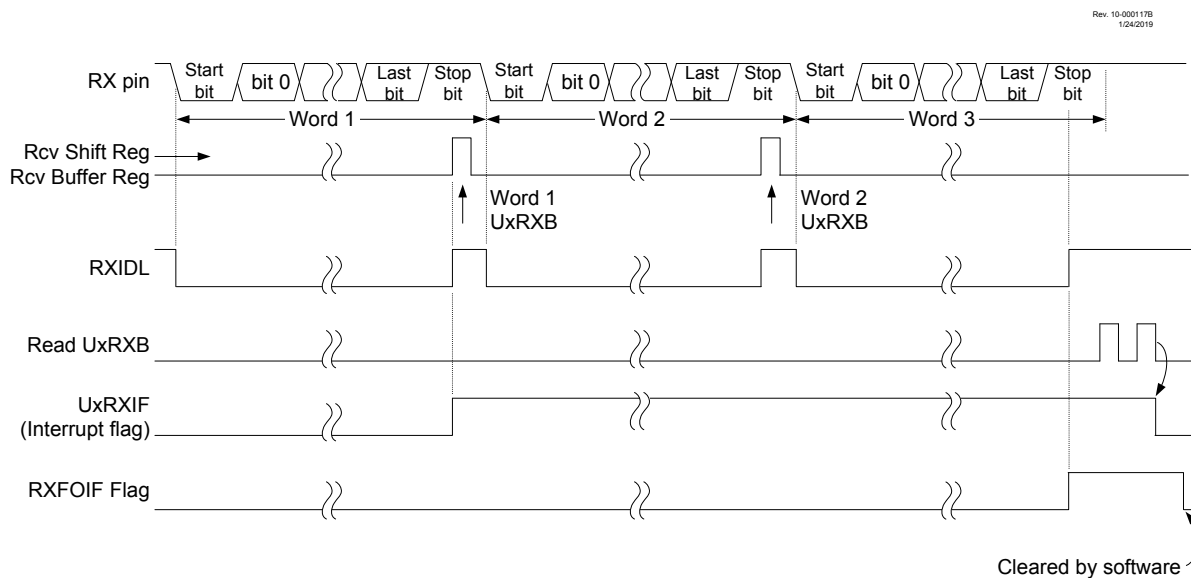 Rev. 10-000117B
1/24/2019
RX pin
Start bit
bit 0
Last bit
Stop bit
Start bit
bit 0
Last bit
Stop bit
Start bit
bit 0
Last bit
Stop bit
Word 1
Word 2
Word 3
Rcv Shift Reg
Rcv Buffer Reg
Word 1
UxRXB
Word 2
UxRXB
RXIDL
Read UxRXB
UxRXIF
(Interrupt flag)
RXFOIF Flag
Cleared by software